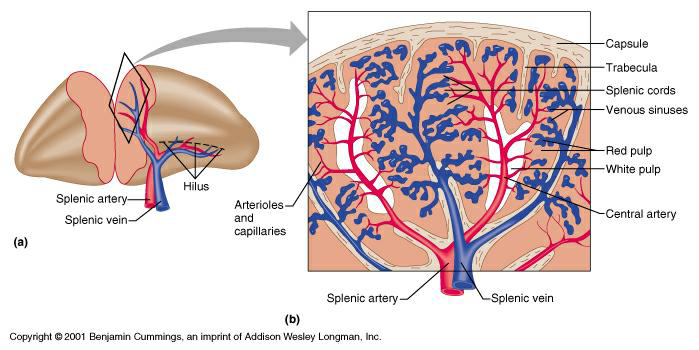 Capsule
Trabecula
Splenic cords
Venous sinuses
Red pulp
White pulp
Central artery
Hilus
Splenic artery
Splenic vein
Arterioles
and
capillaries
(a)
Splenic artery
Splenic vein
(b)
Copyright © 2001 Benjamin Cummings, an imprint of Addison Wesley Longman, Inc.